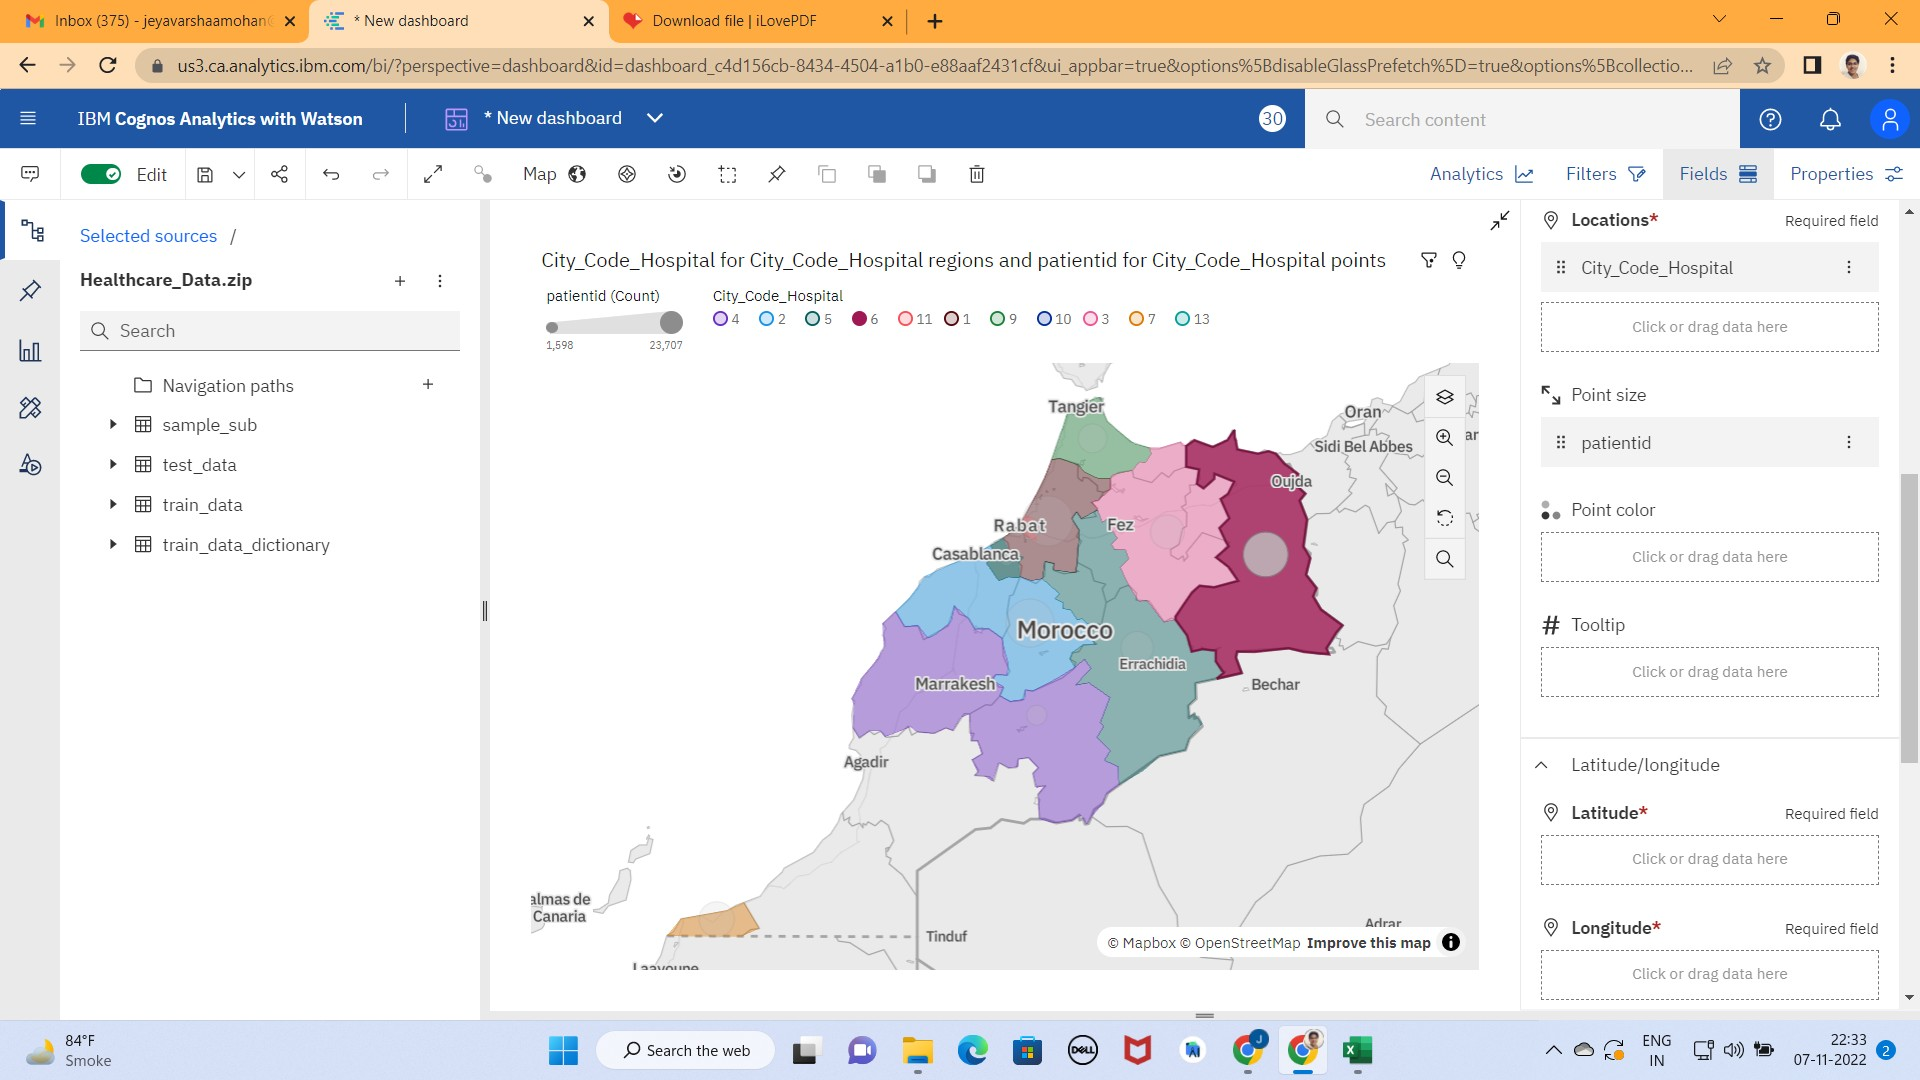 Inbox (375) - jeyavarshaamohan@
* New dashboard
Download file | iLovePDF
us3.ca.analytics.ibm.com/bi/?perspective=dashboard&id=dashboard_c4d156cb-8434-4504-a1b0-e88aaf2431cf&ui_appbar=true&options%5BdisableGlassPrefetch%5D=true&options%5Bcollectio...
IBM Cognos Analytics with Watson
* New dashboard
30
Search content
Edit
Map
Analytics
Filters
Fields
Properties
Selected sources /
Healthcare_Data.zip
Search
Navigation paths
sample_sub
test_data
train_data
train_data_dictionary
City_Code_Hospital for City_Code_Hospital regions and patientid for City_Code_Hospital points
patientid (Count)
1,598 23,707
City_Code_Hospital
4 2 5 6 11 1 9 10 3 7 13
Tangier
Oran
ar
Sidi Bel Abbes
Oujda
Rabat
Fez
Casablanca
Morocco
Errachidia
Marrakesh
Bechar
Agadir
almas de
Canaria
Adrar
Tinduf
Laayoune
© Mapbox © OpenStreetMap Improve this map
Locations* Required field
City_Code_Hospital
Click or drag data here
Point size
patientid
Point color
Click or drag data here
Tooltip
Click or drag data here
Latitude/longitude
Latitude* Required field
Click or drag data here
Longitude* Required field
Click or drag data here
84°F
Smoke
Search the web
DELL
J
ENG
IN
22:33
07-11-2022
2